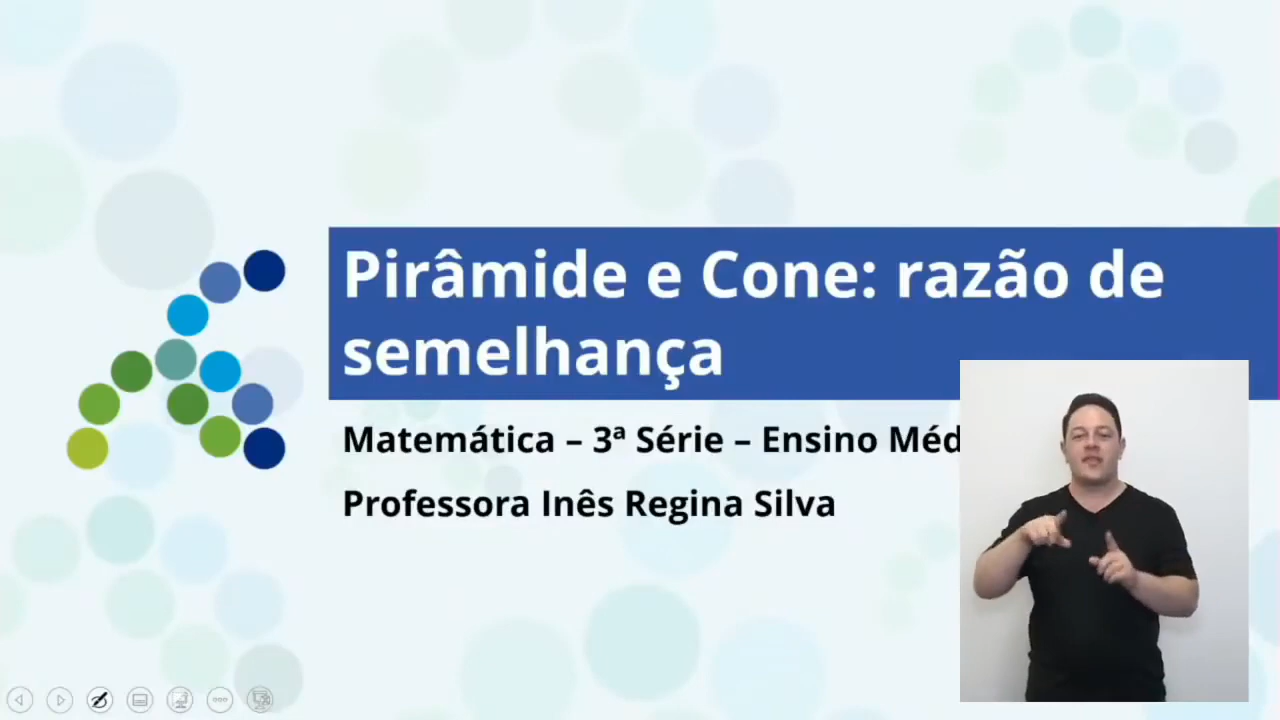 Pirâmide e Cone: razão de
semelhança
Matemática – 3ª Série – Ensino Méd
Professora Inês Regina Silva